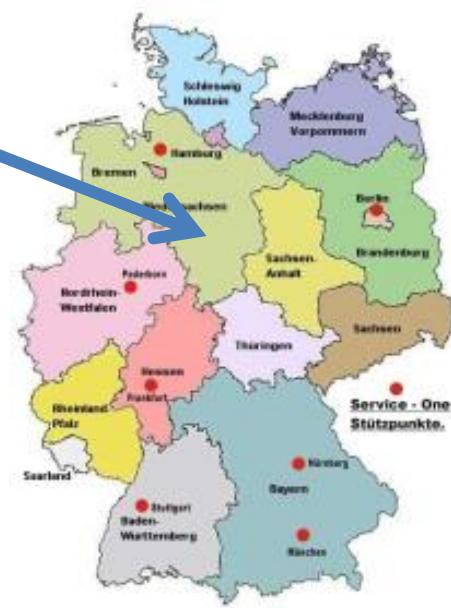 Schleswig
Holstein
Mecklenburg
Vorpommern
Hamburg
Bremen
Berlin
Brandenburg
Sachsen-
Anhalt
Paderborn
Nordrhein-
Westfalen
Sachsen
Thüringen
Hessen
Frankfurt
Service - One
Stützpunkte.
Rheinland
Pfalz
Saarland
Nürnberg
Bayern
Stuttgart
Baden-
Wurttemberg
München